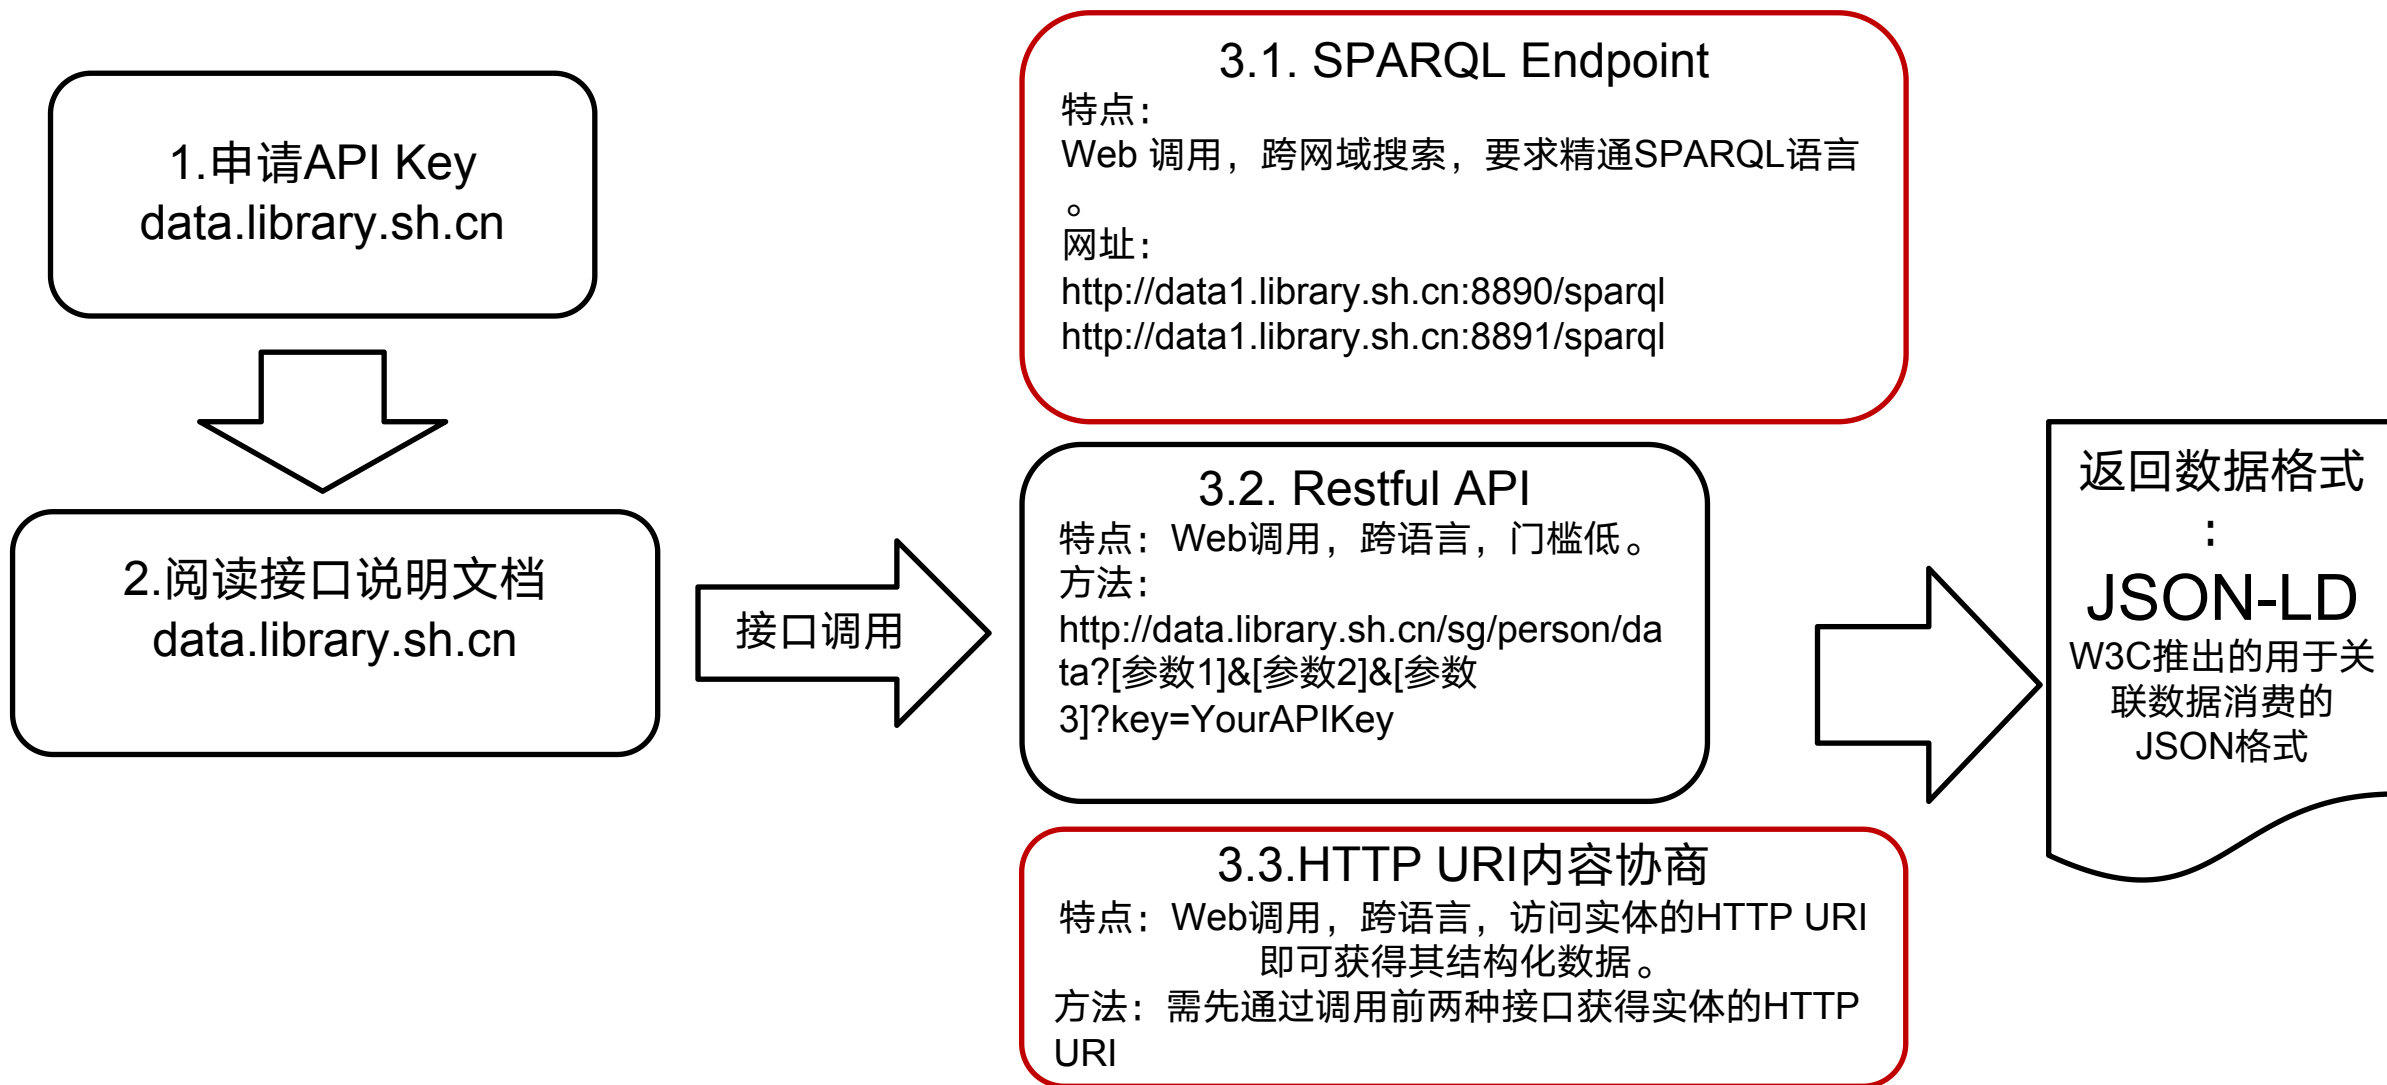 1.申请API Key
data.library.sh.cn
2.阅读接口说明文档
data.library.sh.cn
接口调用
3.1. SPARQL Endpoint
特点：
Web 调用，跨网域搜索，要求精通SPARQL语言
。
网址：
http://data1.library.sh.cn:8890/sparql
http://data1.library.sh.cn:8891/sparql
3.2. Restful API
特点：Web调用，跨语言，门槛低。
方法：
http://data.library.sh.cn/sg/person/da
ta?[参数1]&[参数2]&[参数
3]?key=YourAPIKey
3.3.HTTP URI内容协商
特点：Web调用，跨语言，访问实体的HTTP URI
即可获得其结构化数据。
方法：需先通过调用前两种接口获得实体的HTTP
URI
返回数据格式
：
JSON-LD
W3C推出的用于关
联数据消费的
JSON格式